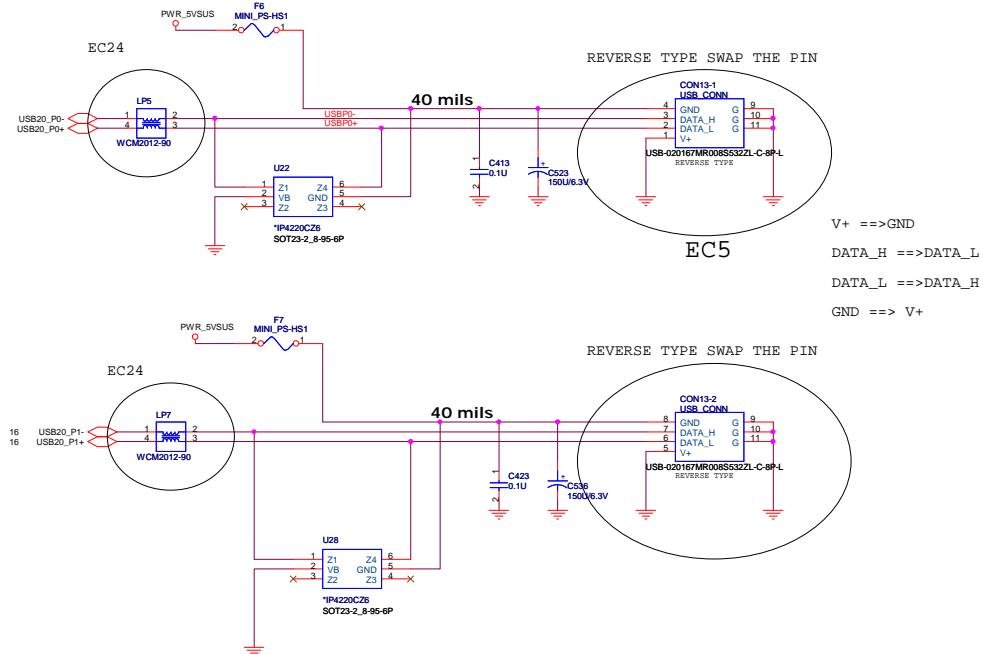 F6
MINI_PS-HS1
PWR_5VSUS
2 1
EC24
REVERSE TYPE SWAP THE PIN
LP5
CON13-1
USB_CONN
40 mils
USB20_P0-
USB20_P0+
1 2
4 3
WCM2012-90
USBP0-
USBP0+
4 GND G 9
3 DATA_H G 10
2 DATA_L G 11
1 V+
USB-020167MR008S532ZL-C-8P-L
REVERSE TYPE
U22
1 Z1 Z4 6
2 VB GND 5
3 Z2 Z3 4
*IP4220CZ6
SOT23-2_8-95-6P
1
C413
0.1U
2
+
C523
150U/6.3V
EC5
V+ ==>GND
DATA_H ==>DATA_L
DATA_L ==>DATA_H
GND ==> V+
F7
MINI_PS-HS1
PWR_5VSUS
2 1
EC24
REVERSE TYPE SWAP THE PIN
LP7
CON13-2
USB_CONN
40 mils
16 USB20_P1-
16 USB20_P1+
1 2
4 3
WCM2012-90
8 GND G 9
7 DATA_H G 10
6 DATA_L G 11
5 V+
USB-020167MR008S532ZL-C-8P-L
REVERSE TYPE
1
C423
0.1U
2
+
C536
150U/6.3V
U28
1 Z1 Z4 6
2 VB GND 5
3 Z2 Z3 4
*IP4220CZ6
SOT23-2_8-95-6P